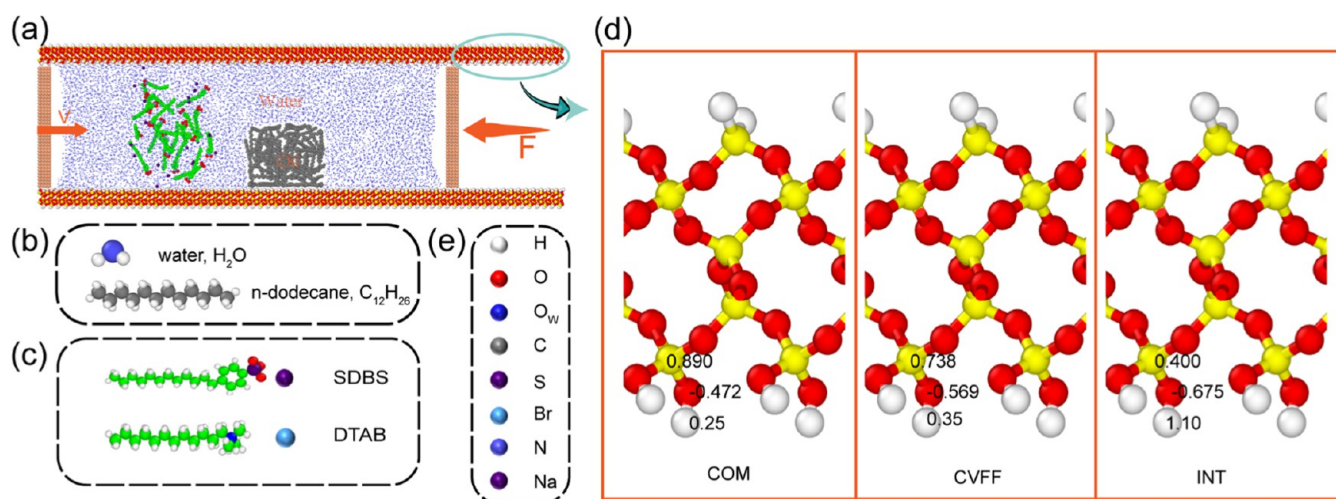 (a)
Water
V
F
(b)
water, H₂O
n-dodecane, C₁₂H₂₆
(c)
SDBS
DTAB
(e)
H
O
O_W
C
S
Br
N
Na
(d)
0.890
-0.472
0.25
COM
0.738
-0.569
0.35
CVFF
0.400
-0.675
1.10
INT